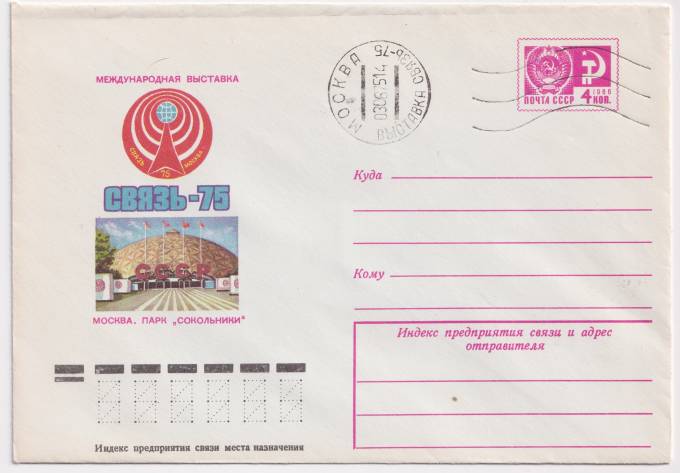 МЕЖДУНАРОДНАЯ ВЫСТАВКА
СВЯЗЬ 75 МОСКВА
СВЯЗЬ-75
СССР
МОСКВА. ПАРК „СОКОЛЬНИКИ"
Индекс предприятия связи места назначения
МОСКВА
ВЫСТАВКА СВЯЗЬ-75
ПОЧТА СССР
1966
4 КОП.
Куда
Кому
Индекс предприятия связи и адрес
отправителя